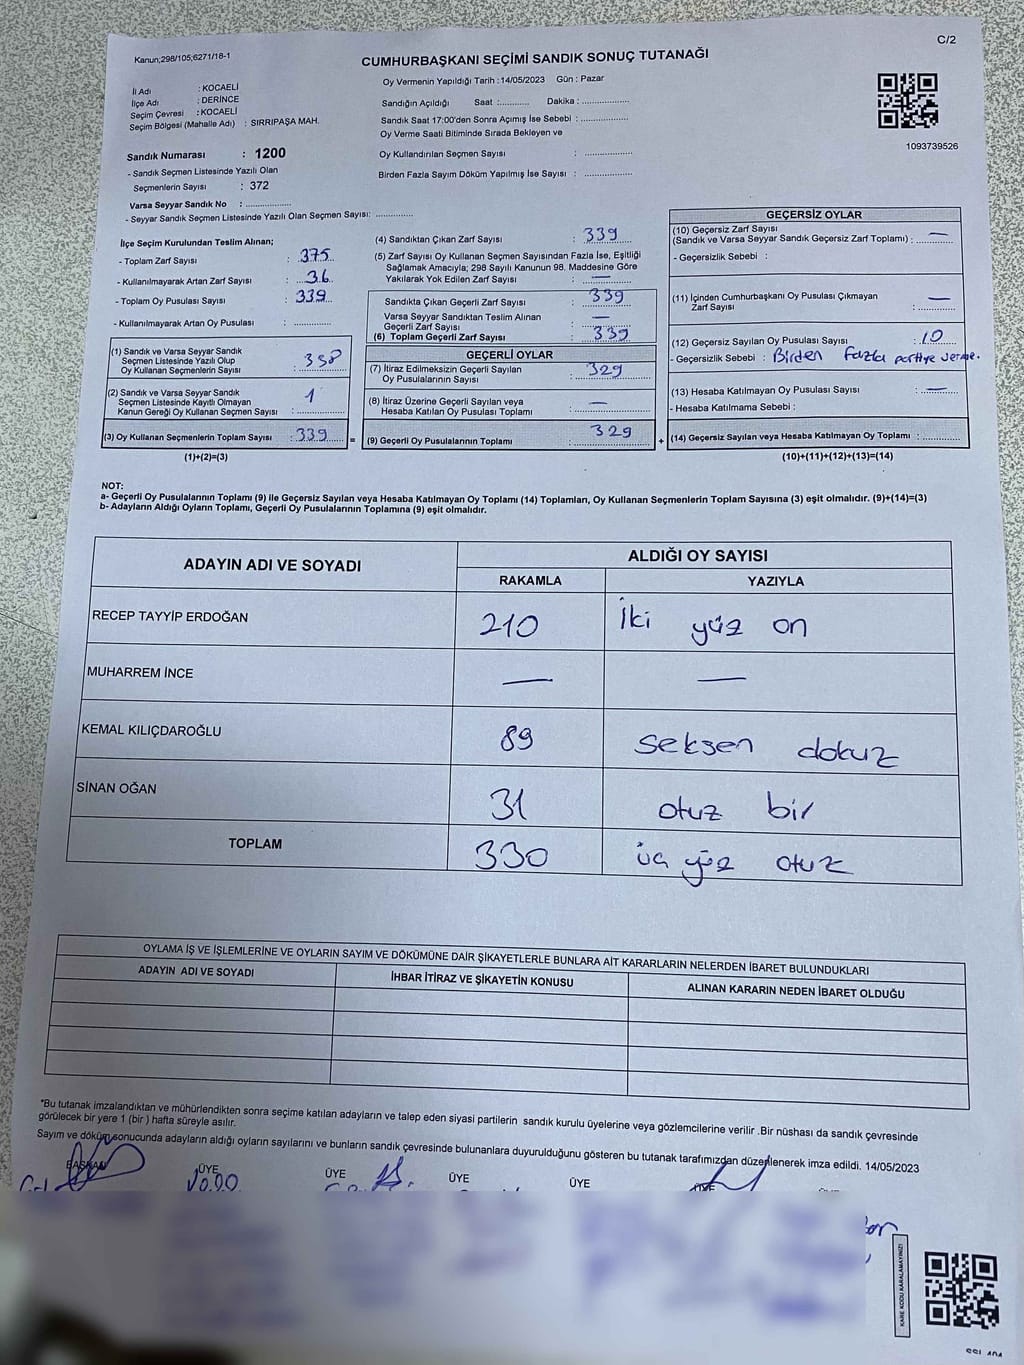 Kanun;298/105;6271/18-1
C/2
CUMHURBAŞKANI SEÇİMİ SANDIK SONUÇ TUTANAĞI
İl Adı : KOCAELİ
İlçe Adı : DERİNCE
Seçim Çevresi : KOCAELİ
Seçim Bölgesi (Mahalle Adı) : SIRRIPAŞA MAH.
Sandık Numarası : 1200
- Sandık Seçmen Listesinde Yazılı Olan
Seçmenlerin Sayısı : 372
Varsa Seyyar Sandık No : ..................
- Seyyar Sandık Seçmen Listesinde Yazılı Olan Seçmen Sayısı: ...............
Oy Vermenin Yapıldığı Tarih : 14/05/2023 Gün : Pazar
Sandığın Açıldığı Saat :........... Dakika : ..................
Sandık Saat 17:00'den Sonra Açımış İse Sebebi : ..................
Oy Verme Saati Bitiminde Sırada Bekleyen ve
Oy Kullandırılan Seçmen Sayısı : ..................
Birden Fazla Sayım Döküm Yapılmış İse Sayısı : ..................
1093739526
İlçe Seçim Kurulundan Teslim Alınan;
- Toplam Zarf Sayısı : 375
- Kullanılmayarak Artan Zarf Sayısı : 36
- Toplam Oy Pusulası Sayısı : 339
- Kullanılmayarak Artan Oy Pusulası : ..............
(1) Sandık ve Varsa Seyyar Sandık
Seçmen Listesinde Yazılı Olup
Oy Kullanan Seçmenlerin Sayısı : 338
(2) Sandık ve Varsa Seyyar Sandık
Seçmen Listesinde Kayıtlı Olmayan
Kanun Gereği Oy Kullanan Seçmen Sayısı : 1
(3) Oy Kullanan Seçmenlerin Toplam Sayısı : 339 =
(1)+(2)=(3)
(4) Sandıktan Çıkan Zarf Sayısı : 339
(5) Zarf Sayısı Oy Kullanan Seçmen Sayısından Fazla İse, Eşitliği
Sağlamak Amacıyla; 298 Sayılı Kanunun 98. Maddesine Göre
Yakılarak Yok Edilen Zarf Sayısı : —
Sandıkta Çıkan Geçerli Zarf Sayısı : 339
Varsa Seyyar Sandıktan Teslim Alınan
Geçerli Zarf Sayısı : —
(6) Toplam Geçerli Zarf Sayısı : 339
GEÇERLİ OYLAR
(7) İtiraz Edilmeksizin Geçerli Sayılan
Oy Pusulalarının Sayısı : 329
(8) İtiraz Üzerine Geçerli Sayılan veya
Hesaba Katılan Oy Pusulası Toplamı : —
(9) Geçerli Oy Pusulalarının Toplamı : 329 +
GEÇERSİZ OYLAR
(10) Geçersiz Zarf Sayısı
(Sandık ve Varsa Seyyar Sandık Geçersiz Zarf Toplamı) : —
- Geçersizlik Sebebi :
(11) İçinden Cumhurbaşkanı Oy Pusulası Çıkmayan
Zarf Sayısı : —
(12) Geçersiz Sayılan Oy Pusulası Sayısı : 10
- Geçersizlik Sebebi : Birden fazla partiye verme.
(13) Hesaba Katılmayan Oy Pusulası Sayısı : —
- Hesaba Katılmama Sebebi :
(14) Geçersiz Sayılan veya Hesaba Katılmayan Oy Toplamı : ............
(10)+(11)+(12)+(13)=(14)
NOT:
a- Geçerli Oy Pusulalarının Toplamı (9) ile Geçersiz Sayılan veya Hesaba Katılmayan Oy Toplamı (14) Toplamları, Oy Kullanan Seçmenlerin Toplam Sayısına (3) eşit olmalıdır. (9)+(14)=(3)
b- Adayların Aldığı Oyların Toplamı, Geçerli Oy Pusulalarının Toplamına (9) eşit olmalıdır.
ADAYIN ADI VE SOYADI ALDIĞI OY SAYISI
RAKAMLA YAZIYLA
RECEP TAYYİP ERDOĞAN 210 iki yüz on
MUHARREM İNCE — —
KEMAL KILIÇDAROĞLU 89 seksen dokuz
SİNAN OĞAN 31 otuz bir
TOPLAM 330 üç yüz otuz
OYLAMA İŞ VE İŞLEMLERİNE VE OYLARIN SAYIM VE DÖKÜMÜNE DAİR ŞİKAYETLERLE BUNLARA AİT KARARLARIN NELERDEN İBARET BULUNDUKLARI
ADAYIN ADI VE SOYADI İHBAR İTİRAZ VE ŞİKAYETİN KONUSU ALINAN KARARIN NEDEN İBARET OLDUĞU
*Bu tutanak imzalandıktan ve mühürlendikten sonra seçime katılan adayların ve talep eden siyasi partilerin sandık kurulu üyelerine veya gözlemcilerine verilir .Bir nüshası da sandık çevresinde
görülecek bir yere 1 (bir ) hafta süreyle asılır.
Sayım ve döküm sonucunda adayların aldığı oyların sayılarını ve bunların sandık çevresinde bulunanlara duyurulduğunu gösteren bu tutanak tarafımızdan düzenlenerek imza edildi. 14/05/2023
BAŞKAN ÜYE ÜYE ÜYE ÜYE ÜYE
KARE KODU KARALAMAYINIZ!